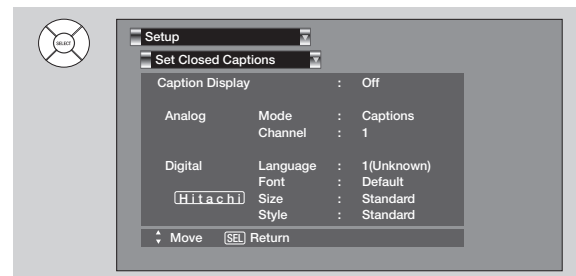 SELECT
Setup
Set Closed Captions
Caption Display : Off
Analog Mode : Captions
Channel : 1
Digital Language : 1(Unknown)
Font : Default
Hitachi Size : Standard
Style : Standard
Move SEL Return